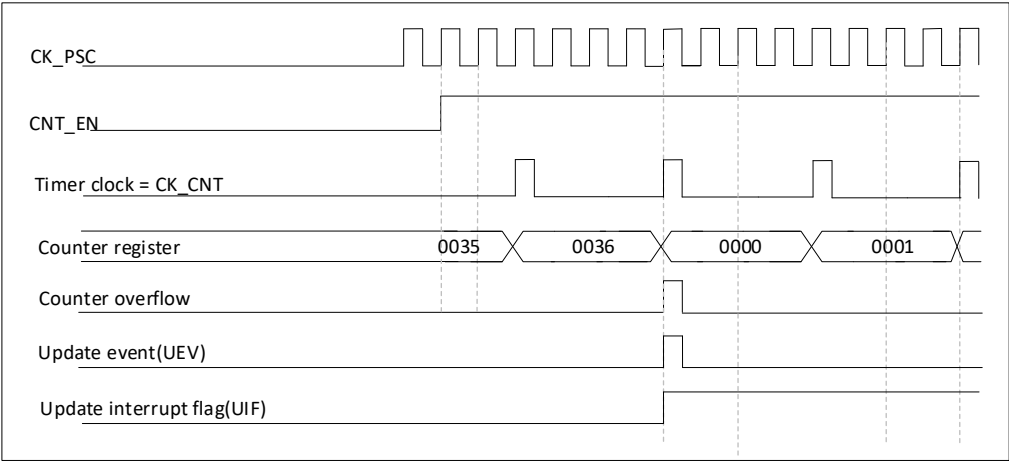 CK_PSC
CNT_EN
Timer clock = CK_CNT
Counter register 0035 0036 0000 0001
Counter overflow
Update event(UEV)
Update interrupt flag(UIF)